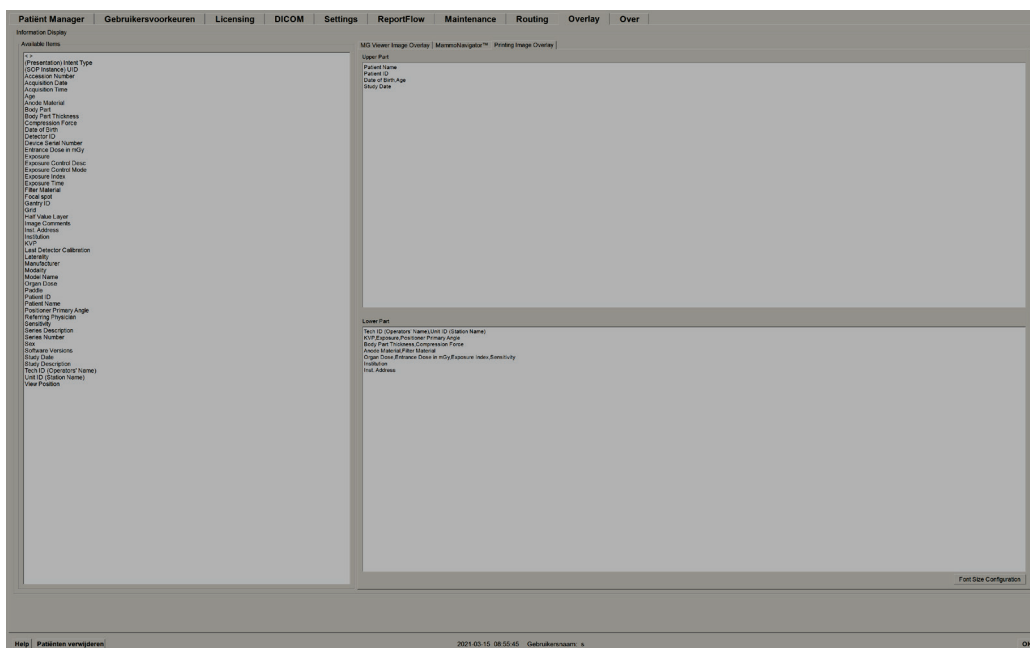 Patiënt Manager Gebruikersvoorkeuren Licensing DICOM Settings ReportFlow Maintenance Routing Overlay Over
Information Display
Available Items
< >
(Presentation) Intent Type
(SOP Instance) UID
Accession Number
Acquisition Date
Acquisition Time
Age
Anode Material
Body Part
Body Part Thickness
Compression Force
Date of Birth
Detector ID
Device Serial Number
Entrance Dose in mGy
Exposure
Exposure Control Desc
Exposure Control Mode
Exposure Index
Exposure Time
Filter Material
Focal spot
Gantry ID
Grid
Half Value Layer
Image Comments
Inst. Address
Institution
KVP
Last Detector Calibration
Laterality
Manufacturer
Modality
Model Name
Organ Dose
Paddle
Patient ID
Patient Name
Positioner Primary Angle
Referring Physician
Sensitivity
Series Description
Series Number
Sex
Software Versions
Study Date
Study Description
Tech ID (Operators' Name)
Unit ID (Station Name)
View Position
MG Viewer Image Overlay MammoNavigator™ Printing Image Overlay
Upper Part
Patient Name
Patient ID
Date of Birth,Age
Study Date
Lower Part
Tech ID (Operators' Name),Unit ID (Station Name)
KVP,Exposure,Positioner Primary Angle
Body Part Thickness,Compression Force
Anode Material,Filter Material
Organ Dose,Entrance Dose in mGy,Exposure Index,Sensitivity
Institution
Inst. Address
Font Size Configuration
Help Patiënten verwijderen 2021-03-15 08:55:45 Gebruikersnaam: s